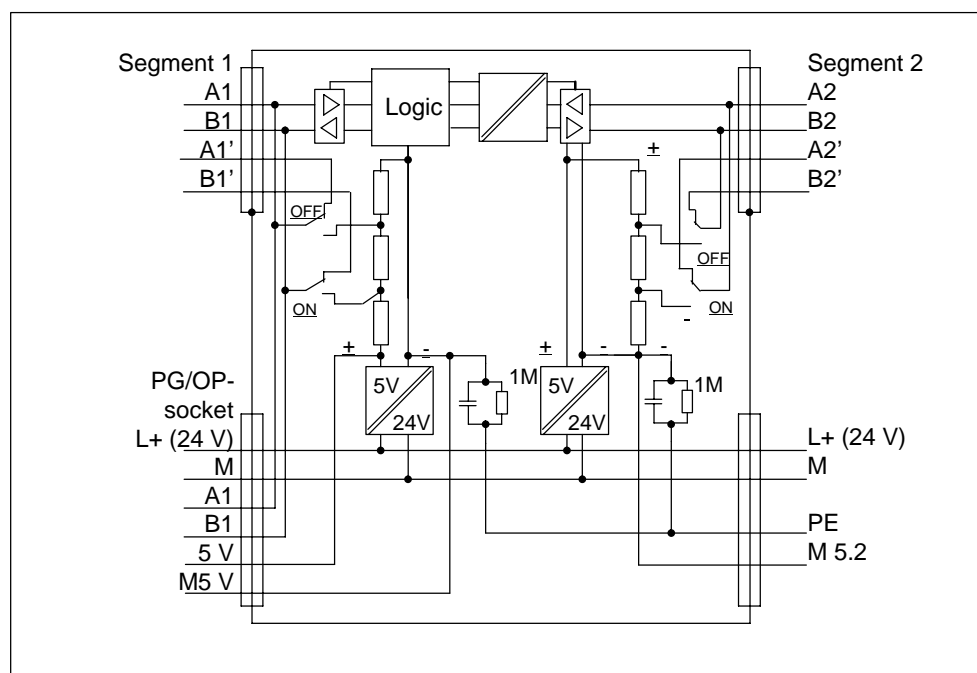 Segment 1
Segment 2
A1
Logic
A2
B1
B2
A1’
+
A2’
B1’
B2’
OFF
OFF
ON
ON
-
+
-
+
-
-
PG/OP-
socket
5V
1M
5V
1M
24V
24V
L+ (24 V)
L+ (24 V)
M
M
A1
B1
PE
5 V
M 5.2
M5 V